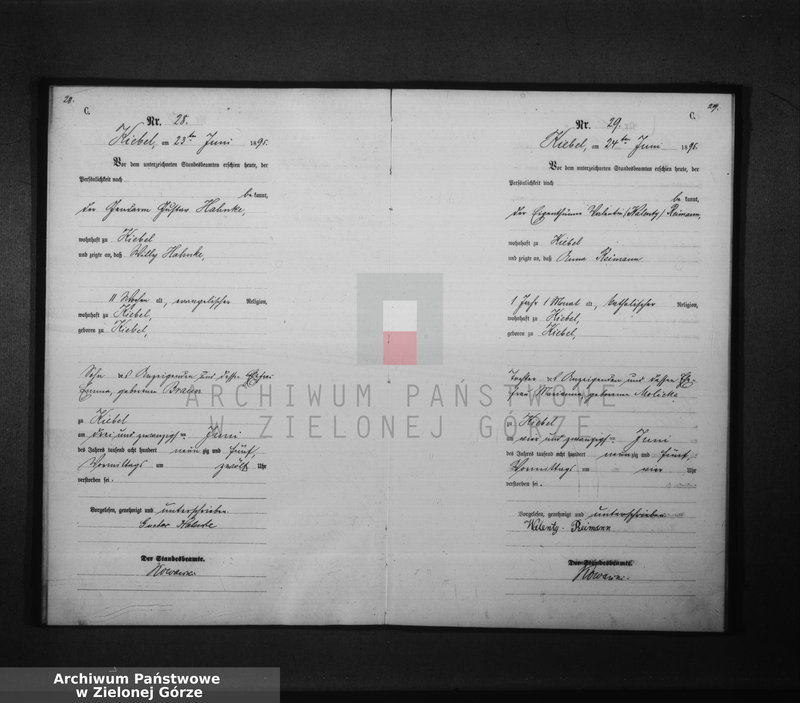 28.
C.
Nr. 28.
Kiebel, am 23ten Juni 1895.
Vor dem unterzeichneten Standesbeamten erschien heute, der
Persönlichkeit nach
bekannt,
der Gendarm Gustav Hahnke,
wohnhaft zu Kiebel
und zeigte an, daß Willy Hahnke,
11 Wochen alt, evangelischer Religion,
wohnhaft zu Kiebel,
geboren zu Kiebel,
Sohn des Anzeigenden und dessen Ehefrau
Emma, geborenen
zu Kiebel
am drei und zwanzigsten Juni
des Jahres tausend acht hundert neunzig und fünf,
Vormittags um zwölf Uhr
verstorben sei.
Vorgelesen, genehmigt und unterschrieben
Gustav Hahnke
Der Standesbeamte.
29.
C.
Nr. 29.
Kiebel, am 24ten Juni 1895.
Vor dem unterzeichneten Standesbeamten erschien heute, der
Persönlichkeit nach
bekannt,
der Eigenthümer Valentin (Walenty) Reimann,
wohnhaft zu Kiebel
und zeigte an, daß Anna Reimann
1 Jahr 1 Monat alt, katholischer Religion,
wohnhaft zu Kiebel,
geboren zu Kiebel,
Tochter des Anzeigenden und dessen Ehe-
frau Marianna geborenen
zu Kiebel
am vier und zwanzigsten Juni
des Jahres tausend acht hundert neunzig und fünf,
Vormittags um vier Uhr
verstorben sei.
Vorgelesen, genehmigt und unterschrieben
Walenty Reimann
Der Standesbeamte.
ARCHIWUM PAŃSTWOWE
W ZIELONEJ GÓRZE
Archiwum Państwowe
w Zielonej Górze